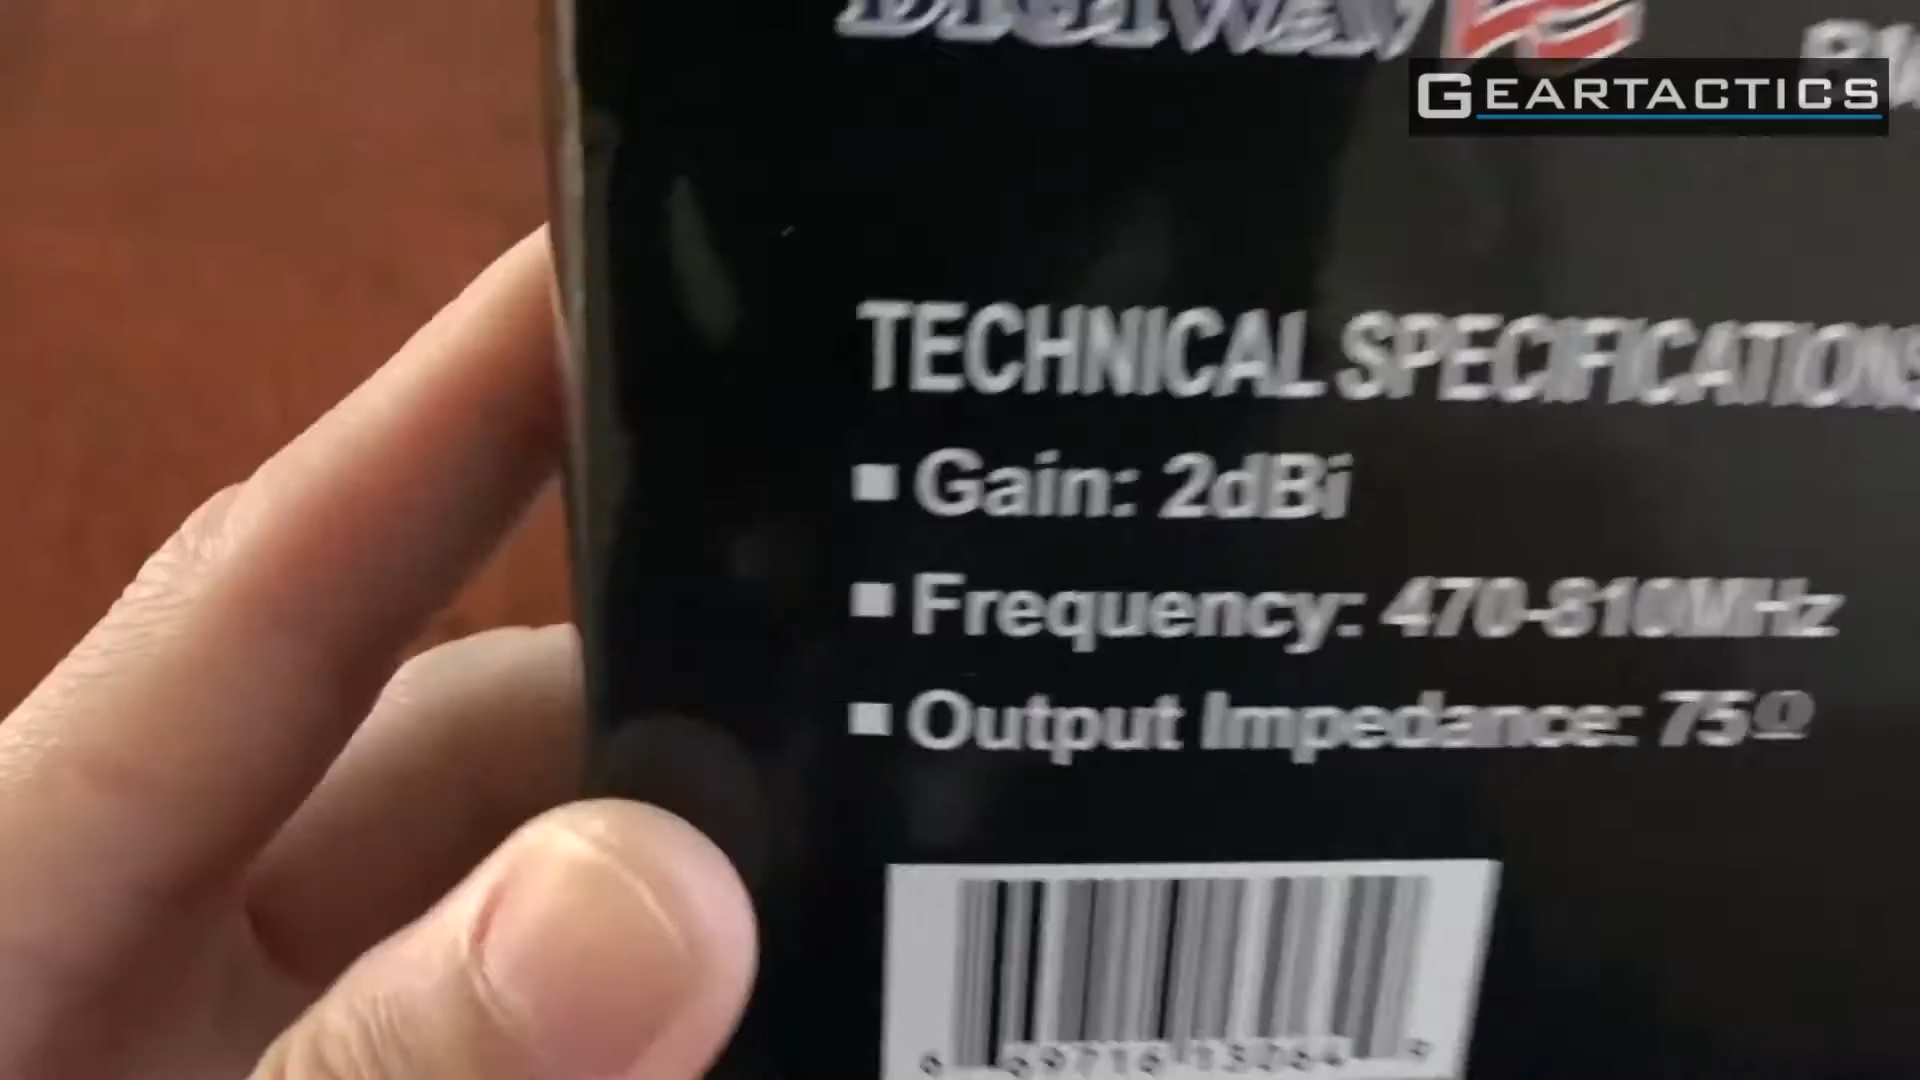 GEARTACTICS
TECHNICAL SPECIFICATIONS
Gain: 2dBi
Frequency: 470-810MHz
Output Impedance: 75Ω